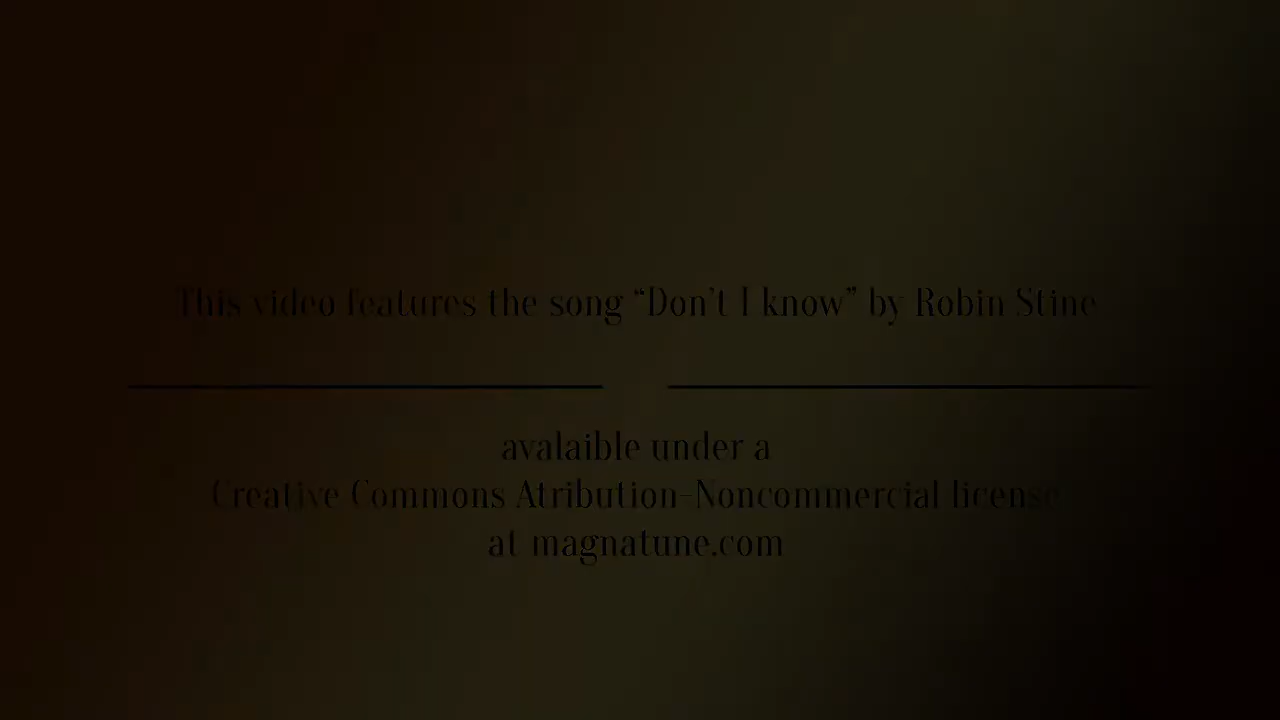 This video features the song “Don’t I know” by Robin Stine
avalaible under a
Creative Commons Atribution-Noncommercial license
at magnatune.com